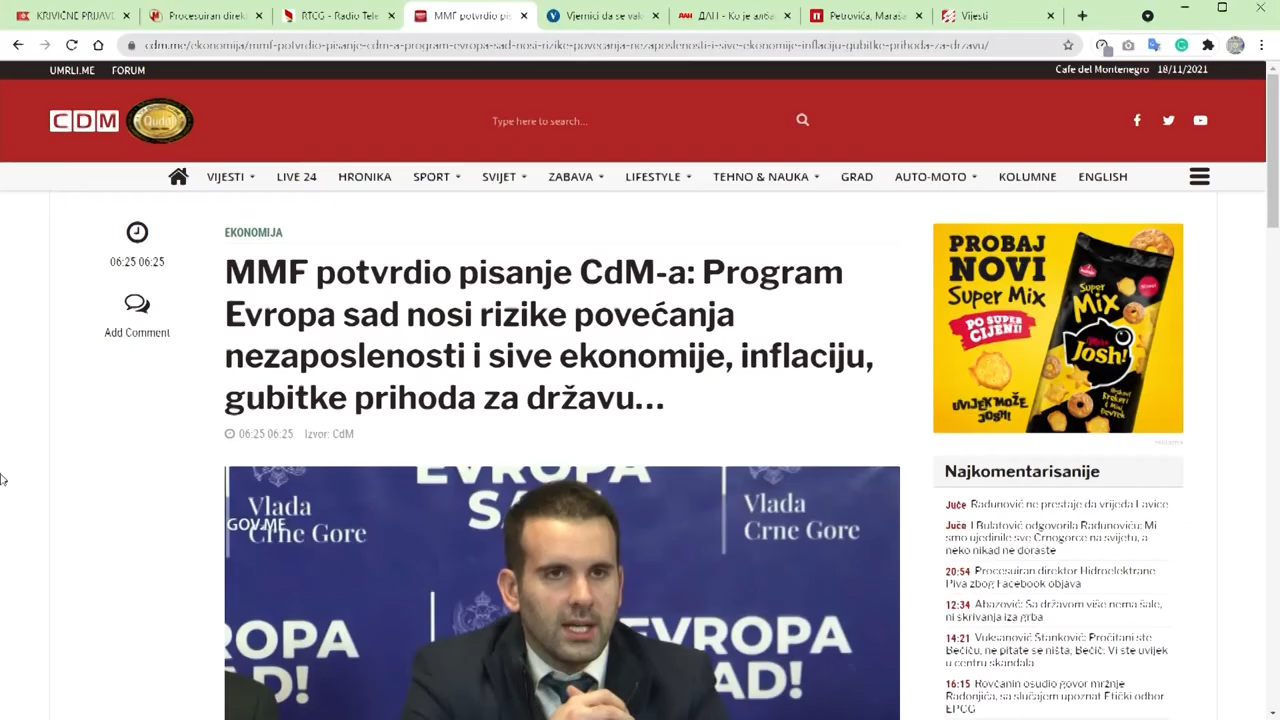 KRIVIČNE PRIJAV
Procesuiran direk
RTCG - Radio Tele
MMF potvrdio pis
Vjernici da se vak
ДАН - Ко је алба
Petrovića, Maraša
Vijesti
cdm.me/ekonomija/mmf-potvrdio-pisanje-cdm-a-program-evropa-sad-nosi-rizike-povecanja-nezaposlenosti-i-sive-ekonomije-inflaciju-gubitke-prihoda-za-drzavu/
UMRLI.ME FORUM
Cafe del Montenegro 18/11/2021
CDM
Type here to search...
VIJESTI LIVE 24 HRONIKA SPORT SVIJET ZABAVA LIFESTYLE TEHNO & NAUKA GRAD AUTO-MOTO KOLUMNE ENGLISH
06:25 06:25
Add Comment
EKONOMIJA
MMF potvrdio pisanje CdM-a: Program
Evropa sad nosi rizike povećanja
nezaposlenosti i sive ekonomije, inflaciju,
gubitke prihoda za državu...
06:25 06:25 Izvor: CdM
EVROPA
SA
Vlada
Crne Gore
GOV.ME
Vlada
Crne Gore
ROPA
D!
EVROPA
AD!
PROBAJ
NOVI
Super Mix
PO SUPER
CIJENI!
UVIJEK MOŽE
JOSH!
Super
Mix
Josh!
Najkomentarisanije
Juče Radunović ne prestaje da vrijeđa Lavice
Juče I Bulatović odgovorila Radunoviću: Mi
smo ujedinile sve Crnogorce na svijetu, a
neko nikad ne doraste
20:54 Procesuiran direktor Hidroelektrane
Piva zbog Facebook objava
12:34 Abazović: Sa državom više nema šale,
ni skrivanja iza grba
14:21 Vuksanović Stanković: Pročitani ste
Bečiću, ne pitate se ništa; Bečić: Vi ste uvijek
u centru skandala
16:15 Rovčanin osudio govor mržnje
Radonjića, sa slučajem upoznat Etički odbor
EPCG